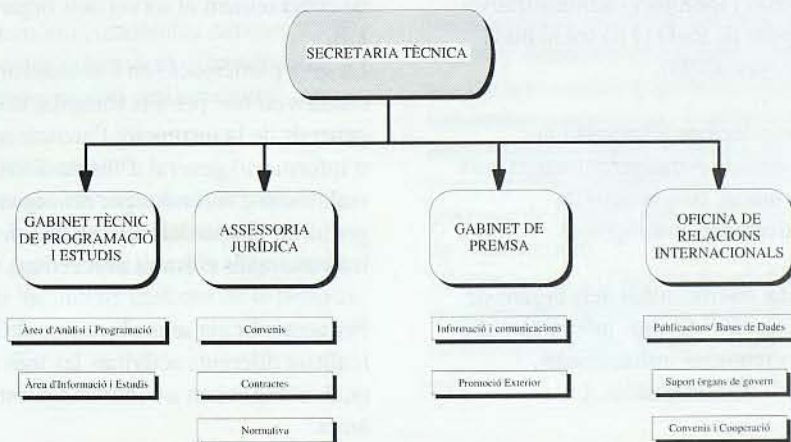 SECRETARIA TÈCNICA
GABINET TÈCNIC
DE PROGRAMACIÓ
I ESTUDIS
ASSESSORIA
JURÍDICA
GABINET DE
PREMSA
OFICINA DE
RELACIONS
INTERNACIONALS
Àrea d'Anàlisi i Programació
Convenis
Informació i comunicacions
Publicacions/ Bases de Dades
Àrea d'Informació i Estudis
Contractes
Promoció Exterior
Suport òrgans de govern
Normativa
Convenis i Cooperació